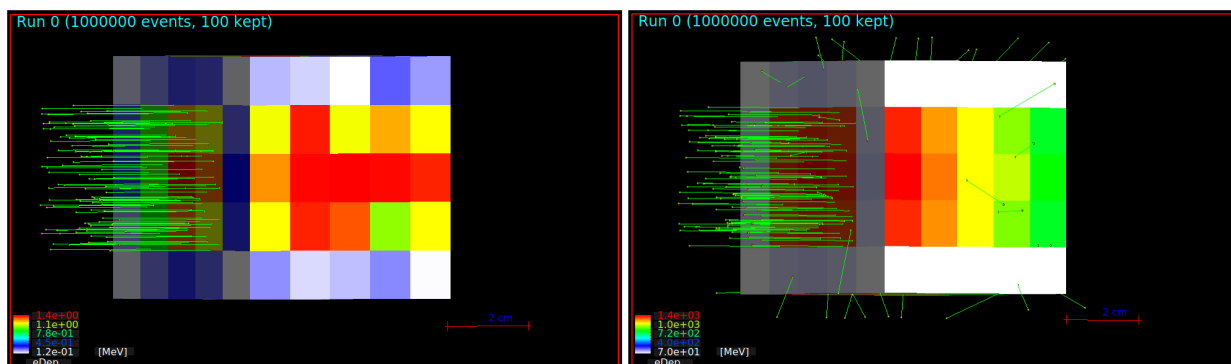 Run 0 (1000000 events, 100 kept)
2 cm
1.4e+00
1.1e+00
7.8e-01
4.5e-01
1.2e-01
[MeV]
eDep
Run 0 (1000000 events, 100 kept)
2 cm
1.4e+03
1.0e+03
7.2e+02
4.0e+02
7.0e+01
[MeV]
eDep